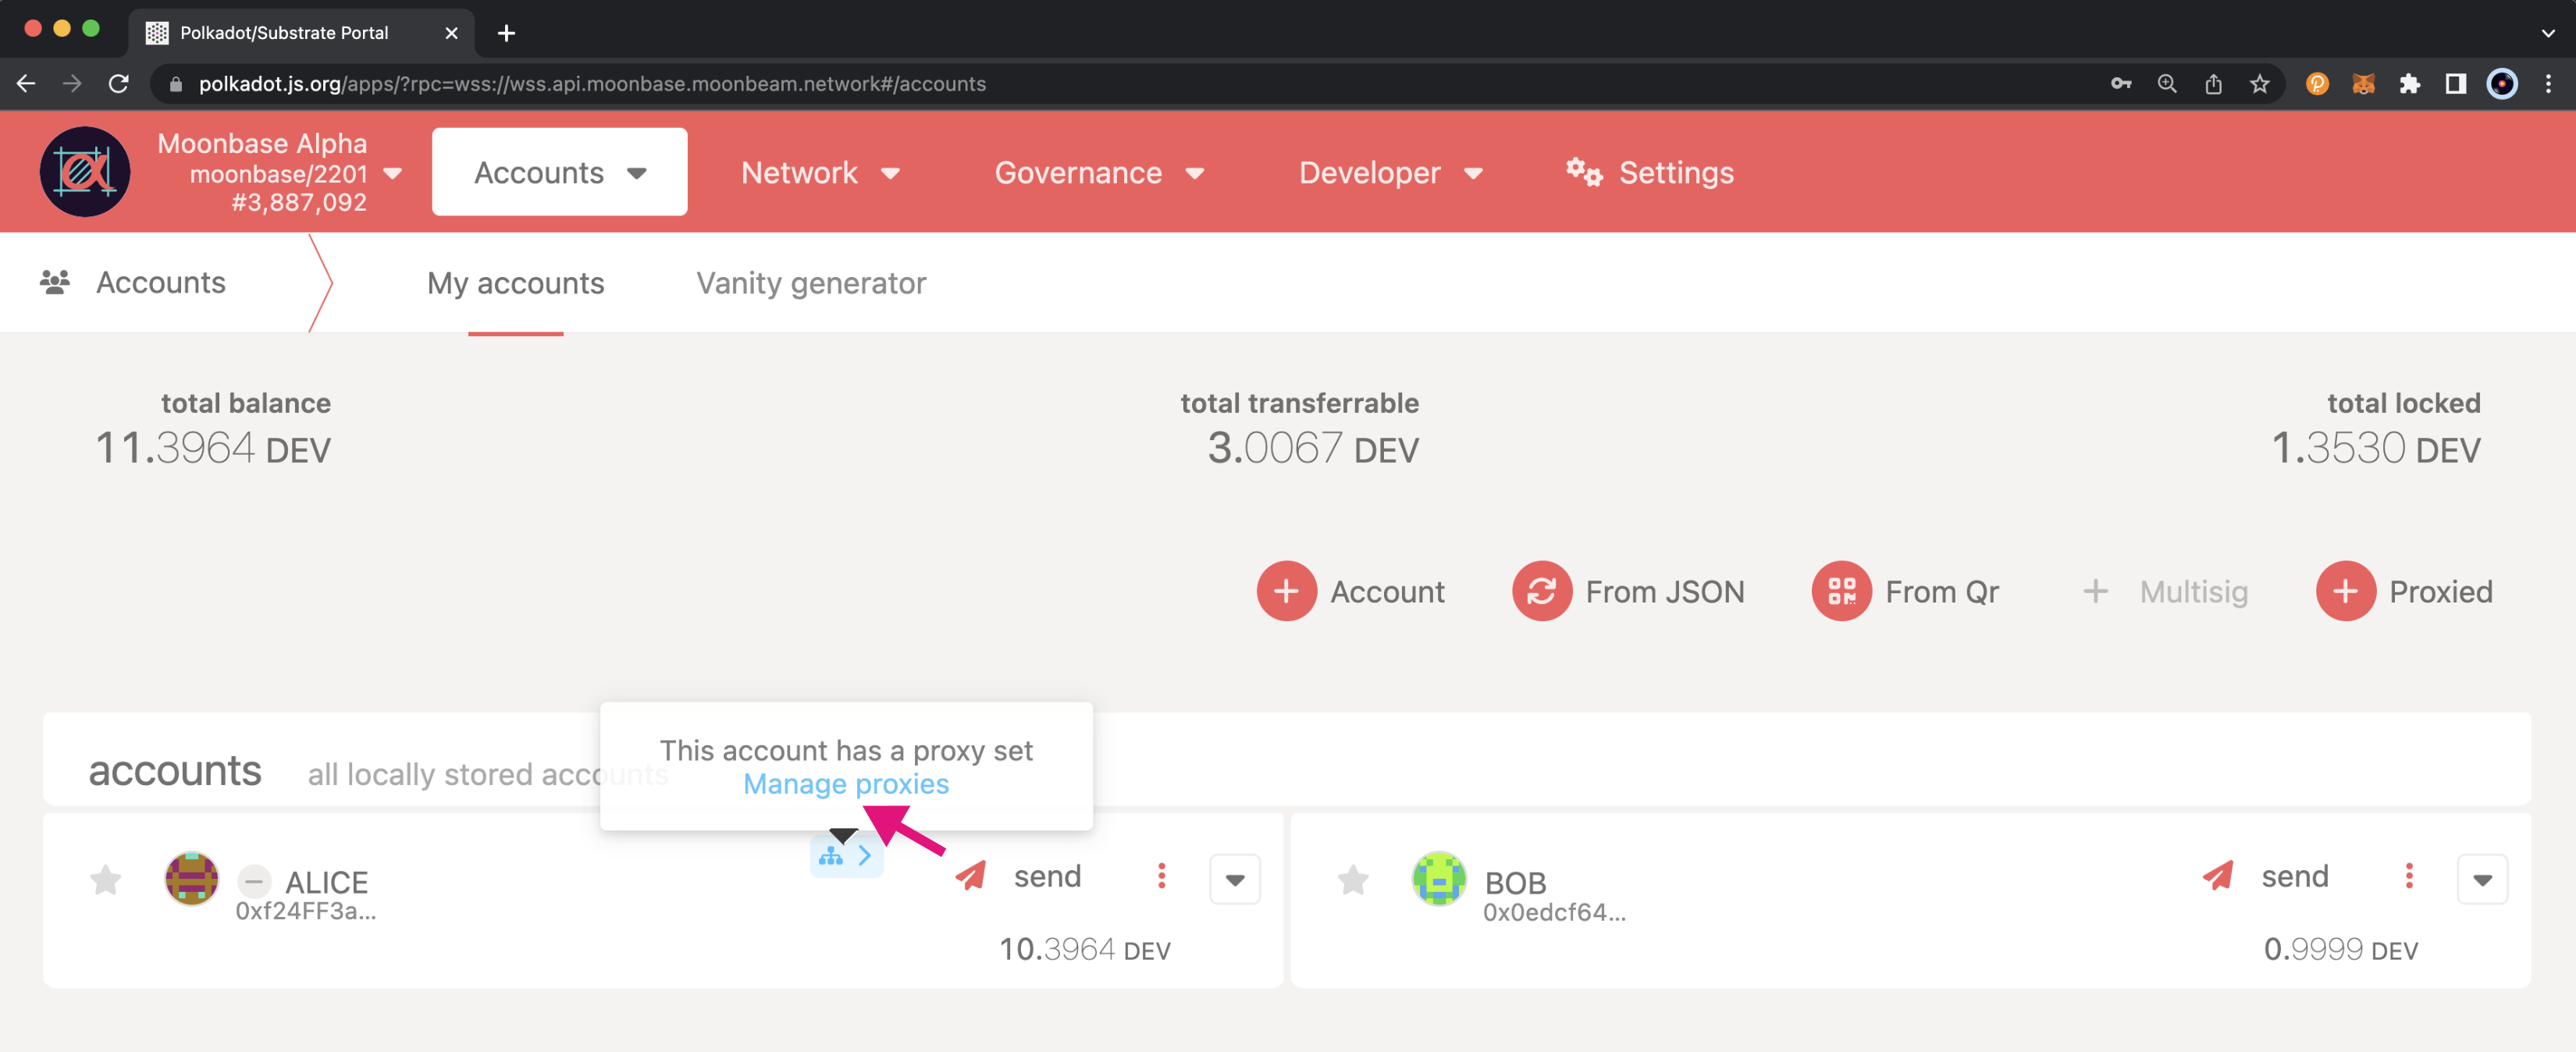 Polkadot/Substrate Portal
polkadot.js.org/apps/?rpc=wss://wss.api.moonbase.moonbeam.network#/accounts
Moonbase Alpha
moonbase/2201
#3,887,092
Accounts
Network
Governance
Developer
Settings
Accounts
My accounts
Vanity generator
total balance
11.3964 DEV
total transferrable
3.0067 DEV
total locked
1.3530 DEV
Account
From JSON
From Qr
Multisig
Proxied
This account has a proxy set
Manage proxies
accounts
all locally stored accounts
ALICE
0xf24FF3a...
send
10.3964 DEV
BOB
0x0edcf64...
send
0.9999 DEV